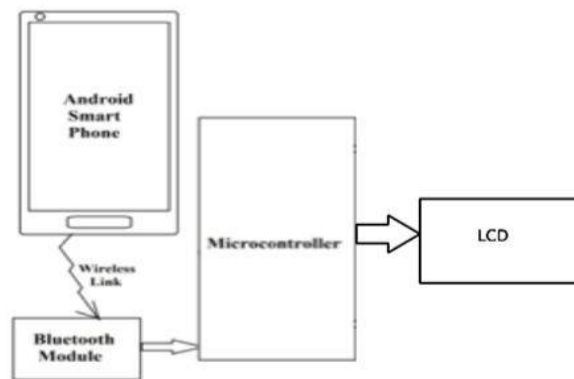 Android
Smart
Phone
Microcontroller
LCD
Wireless
Link
Bluetooth
Module